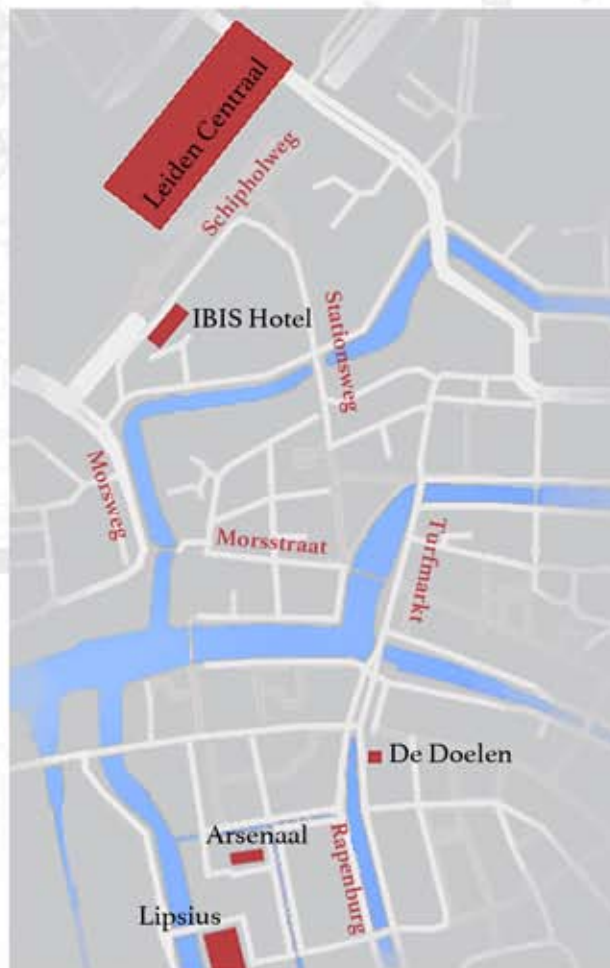 Leiden Centraal
Schipholweg
IBIS Hotel
Stationsweg
Morsweg
Morsstraat
Turfmarkt
De Doelen
Arsenaal
Rapenburg
Lipsius